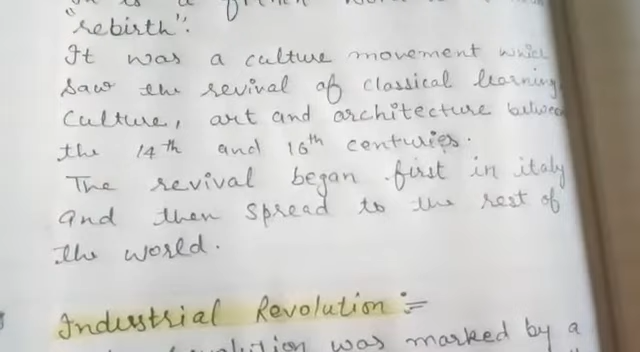 "rebirth".
It was a culture movement which
saw the revival of classical learning,
Culture, art and architecture between
the 14th and 16th centuries.
The revival began first in italy
and then spread to the rest of
the world.
Industrial Revolution :=
was marked by a